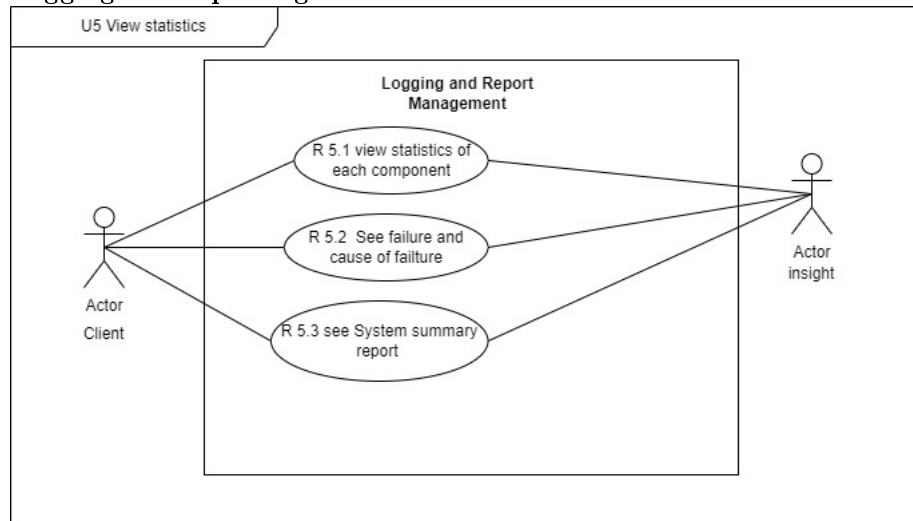 U5 View statistics
Logging and Report
Management
R 5.1 view statistics of
each component
R 5.2 See failure and
cause of failture
R 5.3 see System summary
report
Actor
Client
Actor
insight